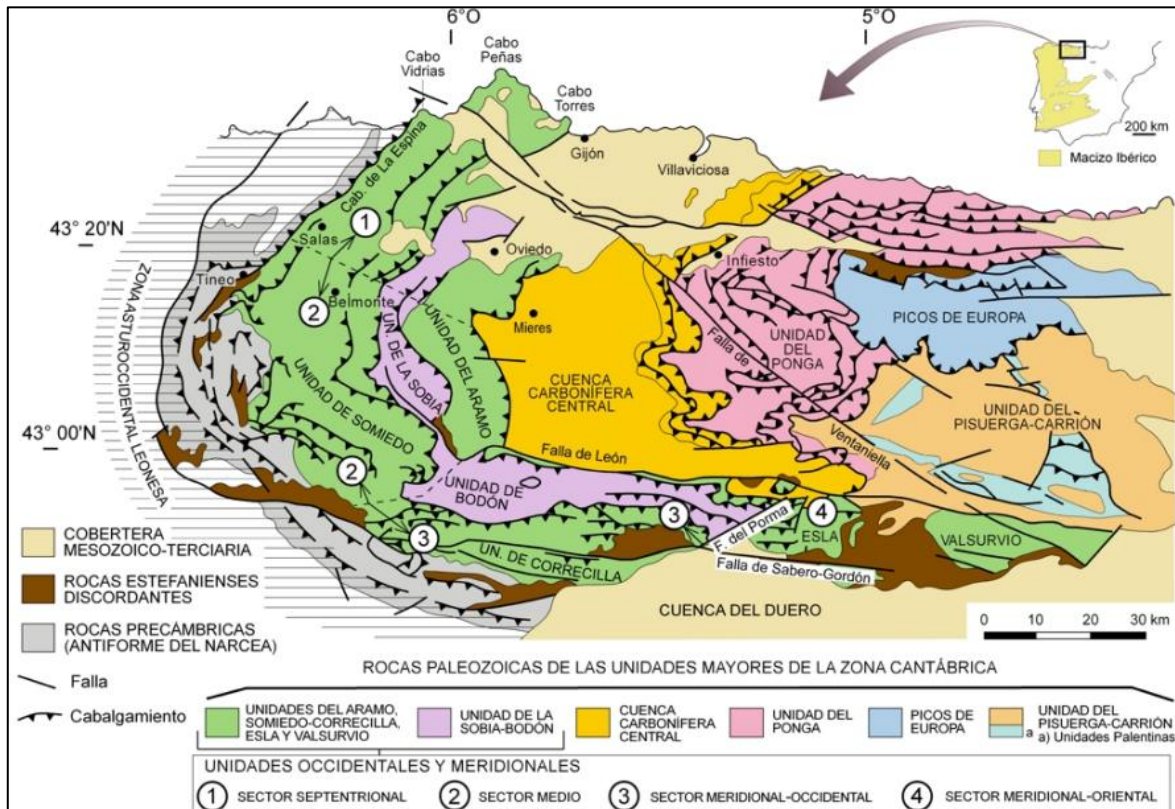 6°O
5°O
Cabo
Peñas
Cabo
Vidrias
Cabo
Torres
Gijón
Villaviciosa
200 km
Macizo Ibérico
Cab. de La Espina
1
43° 20'N
Salas
Oviedo
Infiesto
Tineo
ZONA ASTUROCCIDENTAL LEONESA
2
Belmonte
Mieres
UN. DE LA SOBIA
UNIDAD DEL ARAMO
UNIDAD DE SOMIEDO
CUENCA
CARBONÍFERA
CENTRAL
Falla de
UNIDAD
DEL
PONGA
PICOS DE EUROPA
UNIDAD DEL
PISUERGA-CARRIÓN
43° 00'N
Ventaniella
Falla de León
2
UNIDAD DE
BODÓN
3
3
4
F. del Porma
ESLA
VALSURVIO
UN. DE CORRECILLA
Falla de Sabero-Gordón
CUENCA DEL DUERO
0 10 20 30 km
COBERTERA
MESOZOICO-TERCIARIA
ROCAS ESTEFANIENSES
DISCORDANTES
ROCAS PRECÁMBRICAS
(ANTIFORME DEL NARCEA)
Falla
Cabalgamiento
ROCAS PALEOZOICAS DE LAS UNIDADES MAYORES DE LA ZONA CANTÁBRICA
UNIDADES DEL ARAMO,
SOMIEDO-CORRECILLA,
ESLA Y VALSURVIO
UNIDAD DE LA
SOBIA-BODÓN
CUENCA
CARBONÍFERA
CENTRAL
UNIDAD DEL
PONGA
PICOS DE
EUROPA
UNIDAD DEL
PISUERGA-CARRIÓN
a a) Unidades Palentinas
UNIDADES OCCIDENTALES Y MERIDIONALES
1 SECTOR SEPTENTRIONAL 2 SECTOR MEDIO 3 SECTOR MERIDIONAL-OCCIDENTAL 4 SECTOR MERIDIONAL-ORIENTAL